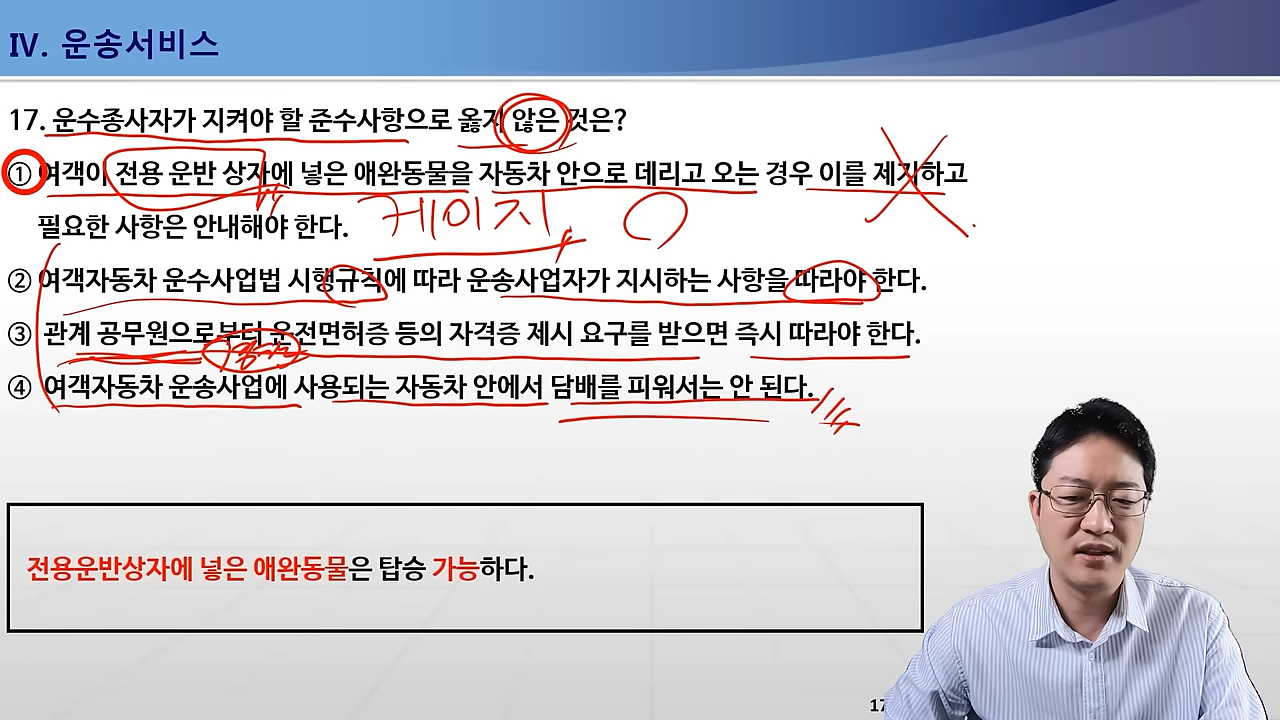 Ⅳ. 운송서비스
17. 운수종사자가 지켜야 할 준수사항으로 옳지 않은 것은?
① 여객이 전용 운반 상자에 넣은 애완동물을 자동차 안으로 데리고 오는 경우 이를 제지하고
필요한 사항은 안내해야 한다.
케이지
② 여객자동차 운수사업법 시행규칙에 따라 운송사업자가 지시하는 사항을 따라야 한다.
③ 관계 공무원으로부터 운전면허증 등의 자격증 제시 요구를 받으면 즉시 따라야 한다.
④ 여객자동차 운송사업에 사용되는 자동차 안에서 담배를 피워서는 안 된다.
전용운반상자에 넣은 애완동물은 탑승 가능하다.
17